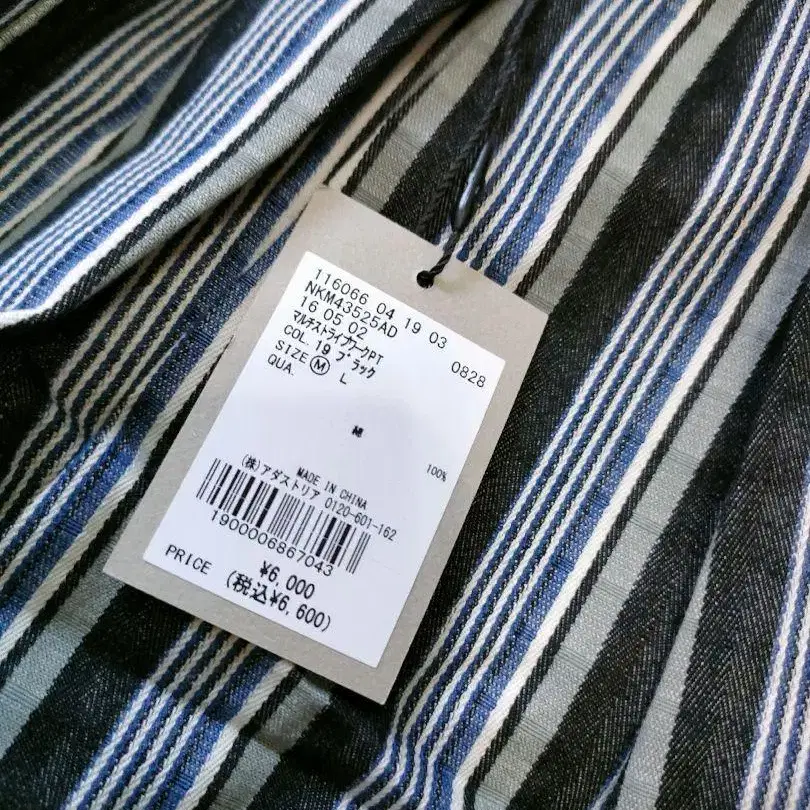 116066 04 19 03
NKM43525AD 0828
16 05 02
マルチストライプワークPT
COL. 19 ブラック
SIZE M L
QUA.
綿 100%
MADE IN CHINA
(株)アダストリア 0120-601-162
1900006867043
PRICE ¥6,000
(税込¥6,600)